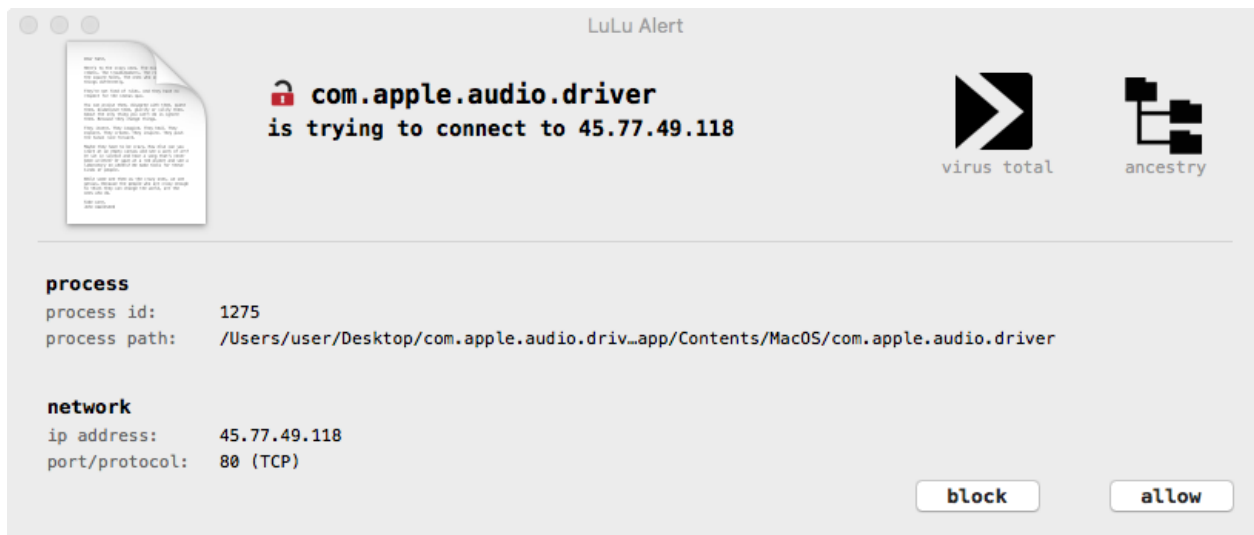 LuLu Alert
com.apple.audio.driver
is trying to connect to 45.77.49.118
virus total
ancestry
process
process id: 1275
process path: /Users/user/Desktop/com.apple.audio.driv…app/Contents/MacOS/com.apple.audio.driver
network
ip address: 45.77.49.118
port/protocol: 80 (TCP)
block
allow